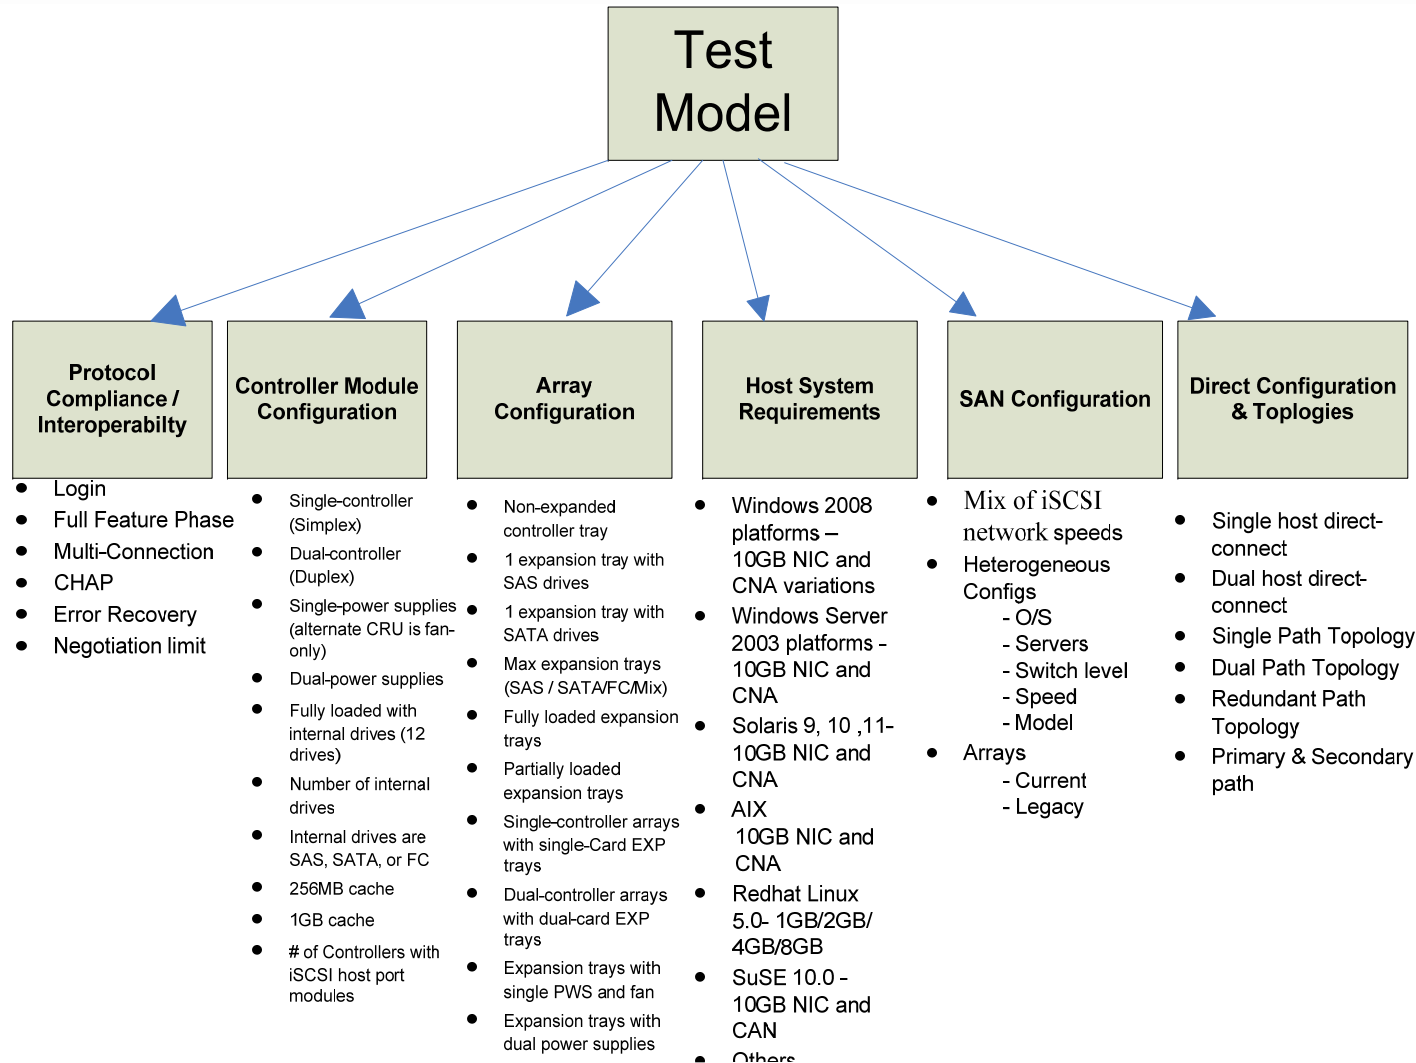 Test
Model
Protocol
Compliance /
Interoperabilty
• Login
• Full Feature Phase
• Multi-Connection
• CHAP
• Error Recovery
• Negotiation limit
Controller Module
Configuration
• Single-controller
(Simplex)
• Dual-controller
(Duplex)
• Single-power supplies
(alternate CRU is fan-
only)
• Dual-power supplies
• Fully loaded with
internal drives (12
drives)
• Number of internal
drives
• Internal drives are
SAS, SATA, or FC
• 256MB cache
• 1GB cache
• # of Controllers with
iSCSI host port
modules
Array
Configuration
• Non-expanded
controller tray
• 1 expansion tray with
SAS drives
• 1 expansion tray with
SATA drives
• Max expansion trays
(SAS / SATA/FC/Mix)
• Fully loaded expansion
trays
• Partially loaded
expansion trays
• Single-controller arrays
with single-Card EXP
trays
• Dual-controller arrays
with dual-card EXP
trays
• Expansion trays with
single PWS and fan
• Expansion trays with
dual power supplies
Host System
Requirements
• Windows 2008
platforms –
10GB NIC and
CNA variations
• Windows Server
2003 platforms -
10GB NIC and
CNA
• Solaris 9, 10 ,11-
10GB NIC and
CNA
• AIX
10GB NIC and
CNA
• Redhat Linux
5.0- 1GB/2GB/
4GB/8GB
• SuSE 10.0 -
10GB NIC and
CAN
• Others
SAN Configuration
• Mix of iSCSI
network speeds
• Heterogeneous
Configs
- O/S
- Servers
- Switch level
- Speed
- Model
• Arrays
- Current
- Legacy
Direct Configuration
& Toplogies
• Single host direct-
connect
• Dual host direct-
connect
• Single Path Topology
• Dual Path Topology
• Redundant Path
Topology
• Primary & Secondary
path